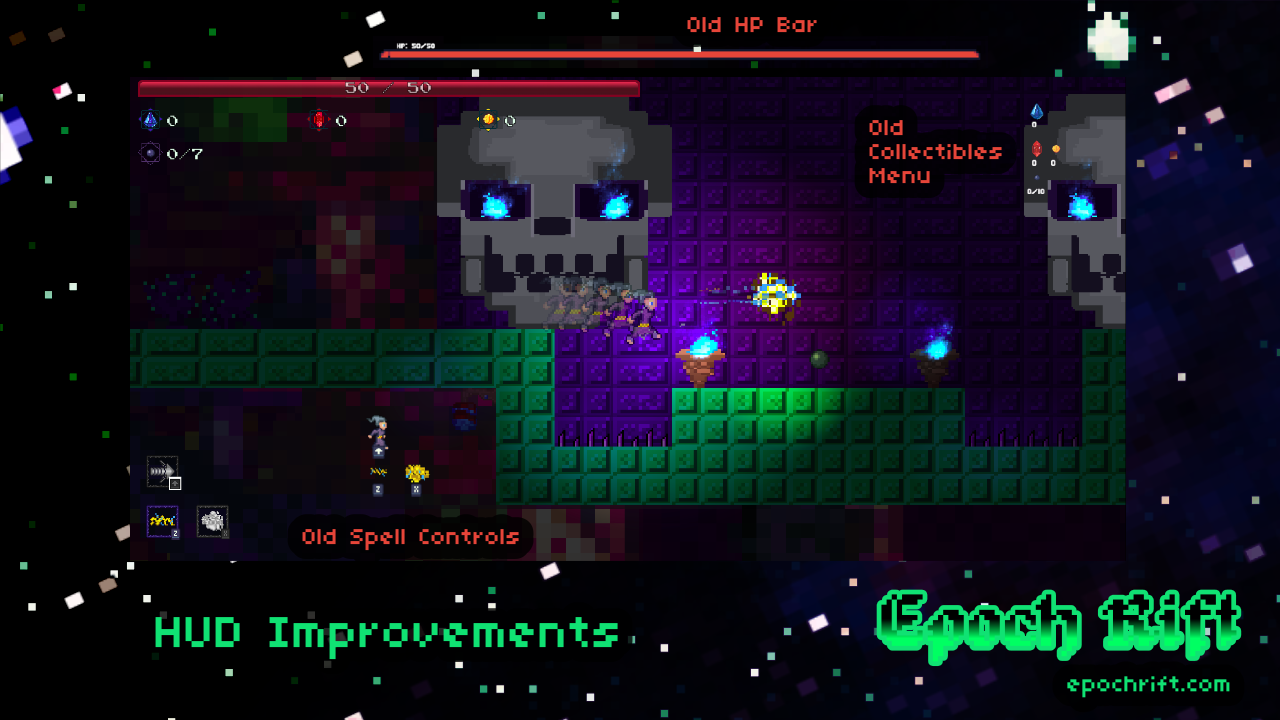 Old HP Bar
HP: 50/50
50 / 50
0
0
0
0/7
Old
Collectibles
Menu
0
0 0
0/10
Z X
Z
Old Spell Controls
HUD Improvements
Epoch Rift
epochrift.com